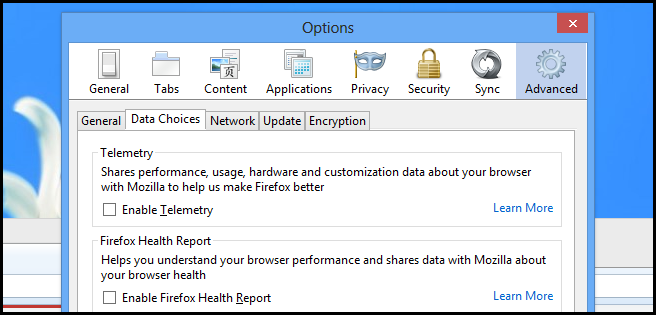 Options
General Tabs Content Applications Privacy Security Sync Advanced
General Data Choices Network Update Encryption
Telemetry
Shares performance, usage, hardware and customization data about your browser
with Mozilla to help us make Firefox better
Enable Telemetry Learn More
Firefox Health Report
Helps you understand your browser performance and shares data with Mozilla about
your browser health
Enable Firefox Health Report Learn More